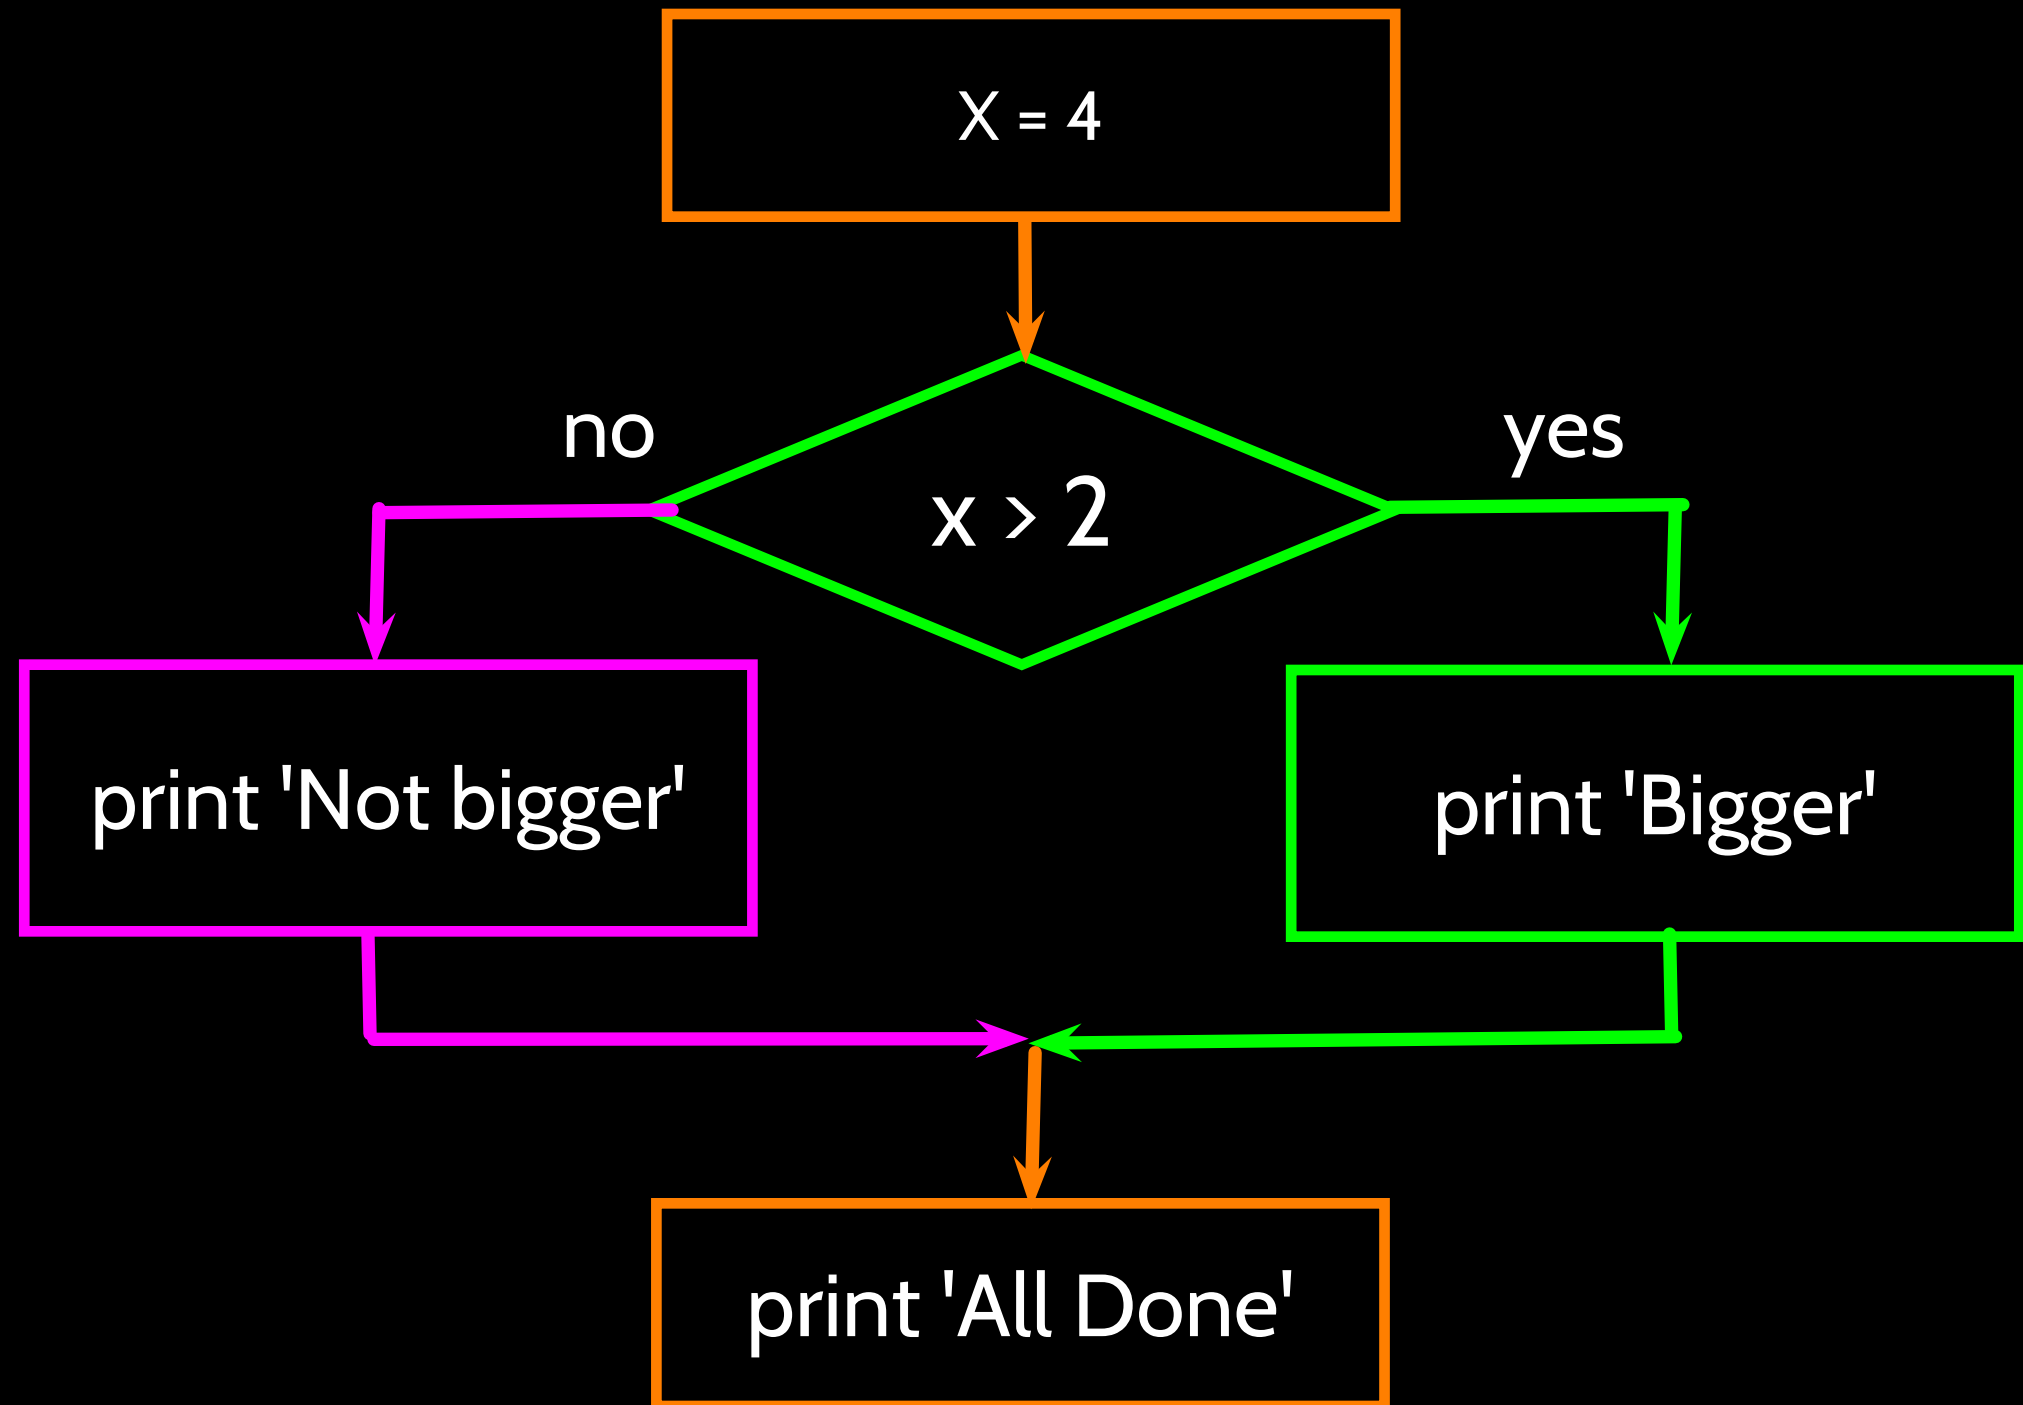 X = 4
no
yes
x > 2
print 'Not bigger'
print 'Bigger'
print 'All Done'